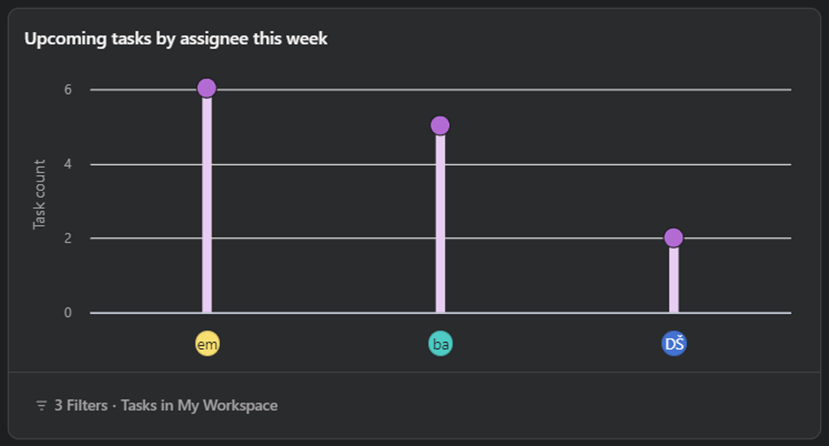 Upcoming tasks by assignee this week
6
4
2
0
Task count
em
ba
DŠ
3 Filters · Tasks in My Workspace